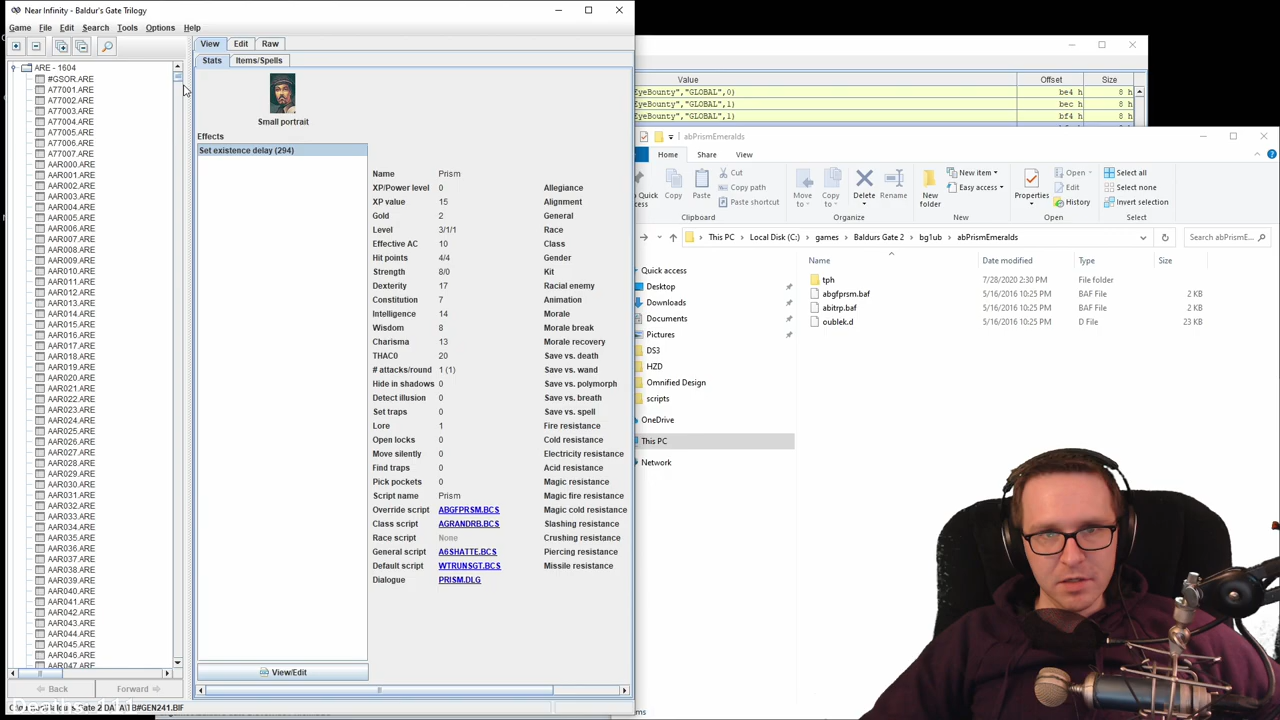 Near Infinity - Baldur's Gate Trilogy
Game File Edit Search Tools Options Help
View Edit Raw
Stats Items/Spells
ARE - 1604
#GSOR.ARE
A77001.ARE
A77002.ARE
A77003.ARE
A77004.ARE
A77005.ARE
A77006.ARE
A77007.ARE
AAR000.ARE
AAR001.ARE
AAR002.ARE
AAR003.ARE
AAR004.ARE
AAR005.ARE
AAR006.ARE
AAR007.ARE
AAR008.ARE
AAR009.ARE
AAR010.ARE
AAR011.ARE
AAR012.ARE
AAR013.ARE
AAR014.ARE
AAR015.ARE
AAR016.ARE
AAR017.ARE
AAR018.ARE
AAR019.ARE
AAR020.ARE
AAR021.ARE
AAR022.ARE
AAR023.ARE
AAR024.ARE
AAR025.ARE
AAR026.ARE
AAR027.ARE
AAR028.ARE
AAR029.ARE
AAR030.ARE
AAR031.ARE
AAR032.ARE
AAR033.ARE
AAR034.ARE
AAR035.ARE
AAR036.ARE
AAR037.ARE
AAR038.ARE
AAR039.ARE
AAR040.ARE
AAR041.ARE
AAR042.ARE
AAR043.ARE
AAR044.ARE
AAR045.ARE
AAR046.ARE
AAR047.ARE
Back Forward
Small portrait
Effects
Set existence delay (294)
View/Edit
Name Prism
XP/Power level 0 Allegiance
XP value 15 Alignment
Gold 2 General
Level 3/1/1 Race
Effective AC 10 Class
Hit points 4/4 Gender
Strength 8/0 Kit
Dexterity 17 Racial enemy
Constitution 7 Animation
Intelligence 14 Morale
Wisdom 8 Morale break
Charisma 13 Morale recovery
THAC0 20 Save vs. death
# attacks/round 1 (1) Save vs. wand
Hide in shadows 0 Save vs. polymorph
Detect illusion 0 Save vs. breath
Set traps 0 Save vs. spell
Lore 1 Fire resistance
Open locks 0 Cold resistance
Move silently 0 Electricity resistance
Find traps 0 Acid resistance
Pick pockets 0 Magic resistance
Script name Prism Magic fire resistance
Override script ABGFPRSM.BCS Magic cold resistance
Class script AGRANDRB.BCS Slashing resistance
Race script None Crushing resistance
General script A6SHATTE.BCS Piercing resistance
Default script WTRUNSGT.BCS Missile resistance
Dialogue PRISM.DLG
Value Offset Size
EyeBounty","GLOBAL",0) be4 h 8 h
EyeBounty","GLOBAL",1) bec h 8 h
EyeBounty","GLOBAL",1) bf4 h 8 h
abPrismEmeralds
Home Share View
Copy Paste Cut Copy path Paste shortcut
Move to Copy to Delete Rename
Organize
New folder New item Easy access
New
Properties Open Edit History
Open
Select all
Select none
Invert selection
Select
This PC Local Disk (C:) games Baldurs Gate 2 bg1ub abPrismEmeralds
Search abPrismE...
Name Date modified Type Size
tph 7/28/2020 2:30 PM File folder
abgfprsm.baf 5/16/2016 10:25 PM BAF File 2 KB
abitrp.baf 5/16/2016 10:25 PM BAF File 2 KB
oublek.d 5/16/2016 10:25 PM D File 23 KB
Quick access
Desktop
Downloads
Documents
Pictures
DS3
HZD
Omnified Design
scripts
OneDrive
This PC
Network